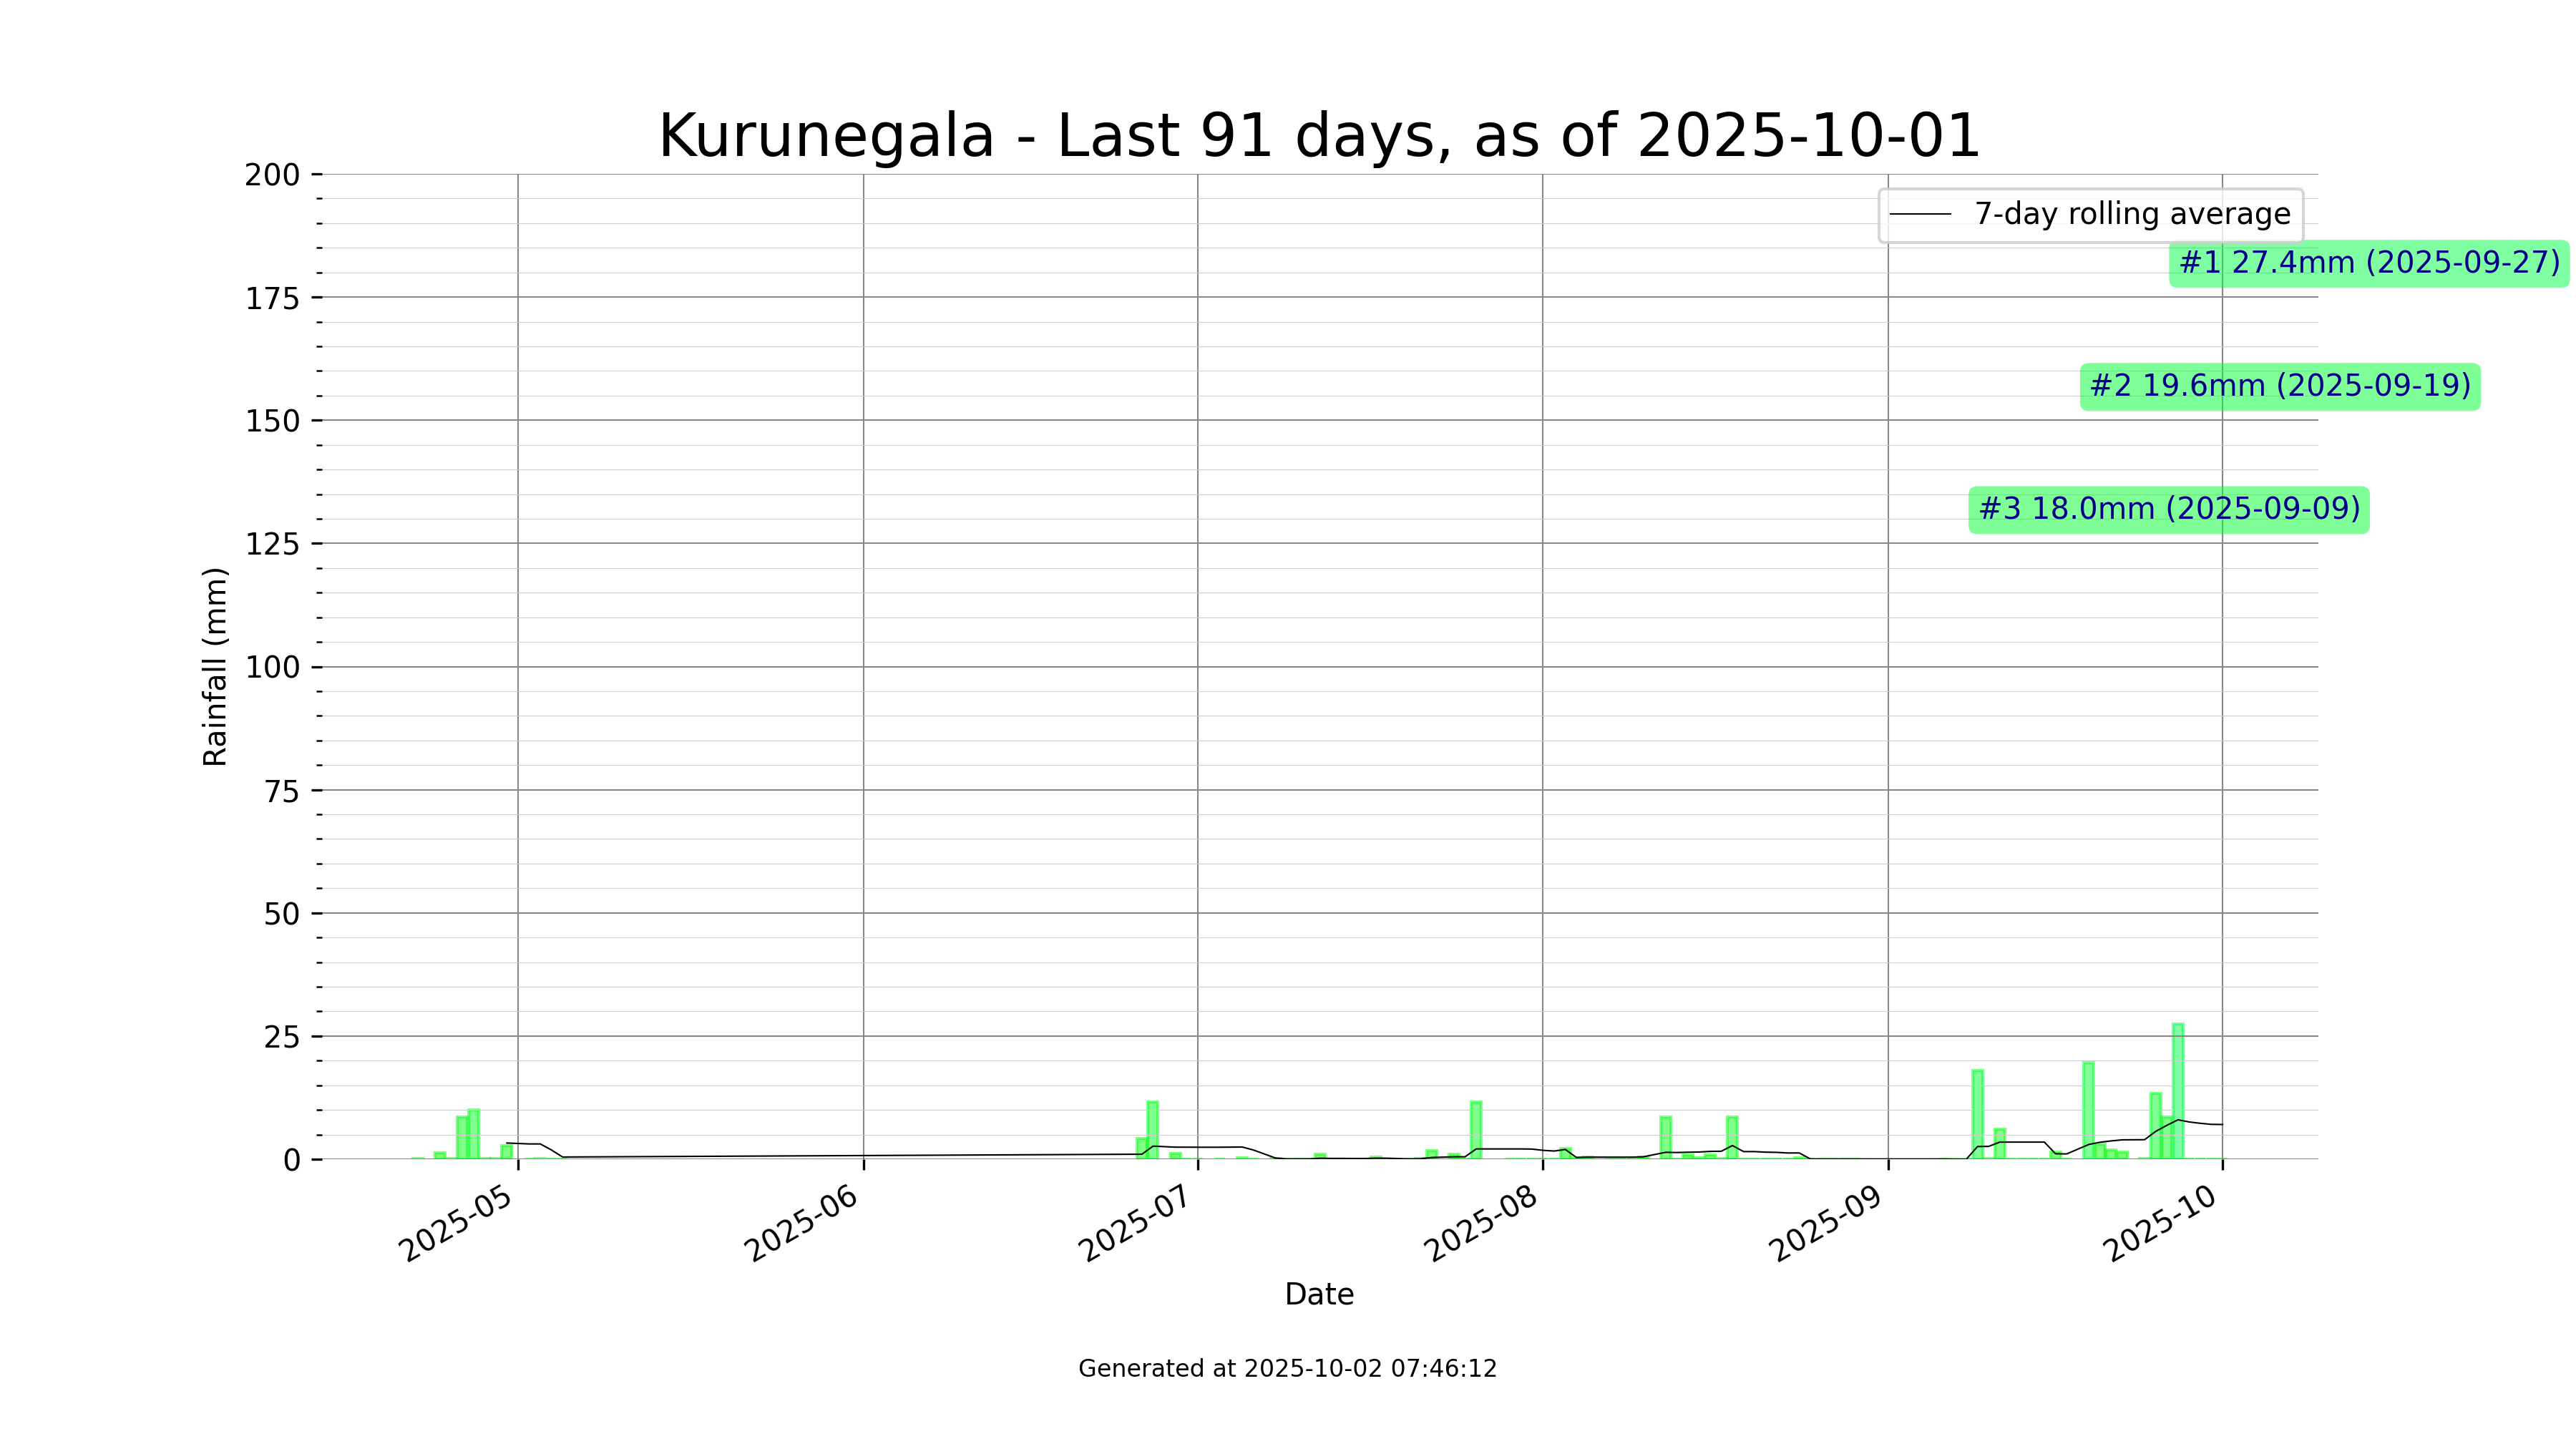 Kurunegala - Last 91 days, as of 2025-10-01
200
175
150
125
100
75
50
25
0
Rainfall (mm)
7-day rolling average
#1 27.4mm (2025-09-27)
#2 19.6mm (2025-09-19)
#3 18.0mm (2025-09-09)
2025-05
2025-06
2025-07
2025-08
2025-09
2025-10
Date
Generated at 2025-10-02 07:46:12